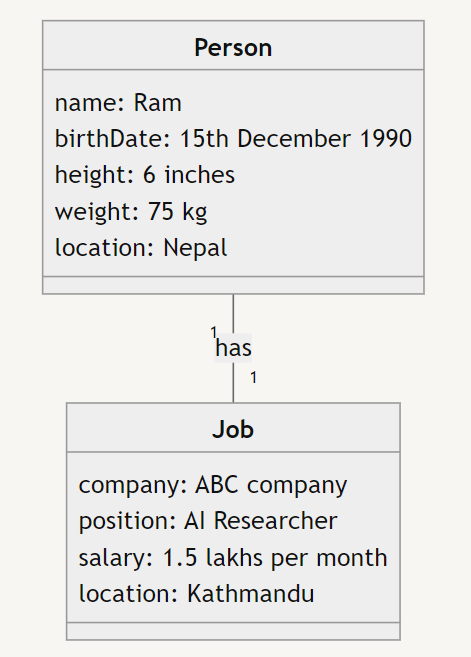 Person
name: Ram
birthDate: 15th December 1990
height: 6 inches
weight: 75 kg
location: Nepal
1
has
1
Job
company: ABC company
position: AI Researcher
salary: 1.5 lakhs per month
location: Kathmandu